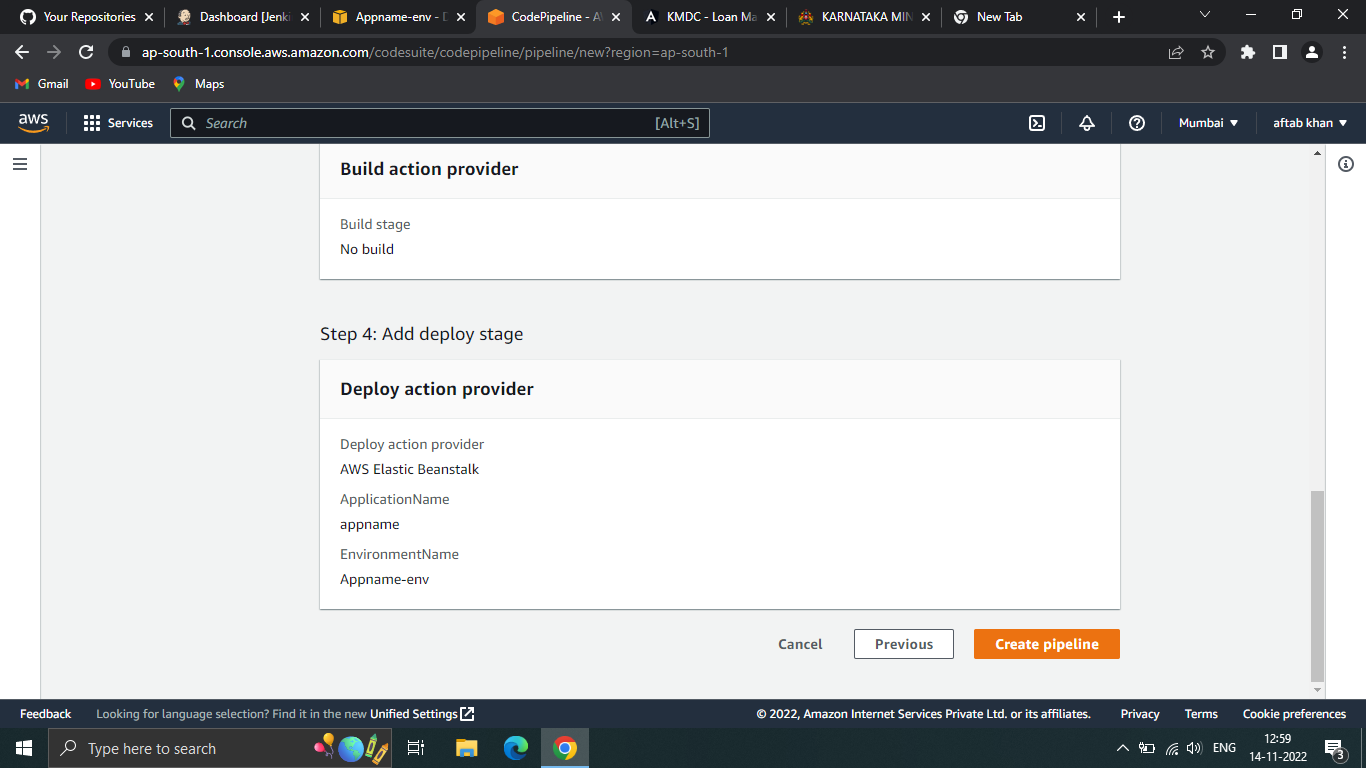 Your Repositories
Dashboard [Jenki
Appname-env - D
CodePipeline - A
KMDC - Loan Ma
KARNATAKA MIN
New Tab
ap-south-1.console.aws.amazon.com/codesuite/codepipeline/pipeline/new?region=ap-south-1
Gmail
YouTube
Maps
aws
Services
Search
[Alt+S]
Mumbai
aftab khan
Build action provider
Build stage
No build
Step 4: Add deploy stage
Deploy action provider
Deploy action provider
AWS Elastic Beanstalk
ApplicationName
appname
EnvironmentName
Appname-env
Cancel
Previous
Create pipeline
Feedback
Looking for language selection? Find it in the new Unified Settings
© 2022, Amazon Internet Services Private Ltd. or its affiliates.
Privacy
Terms
Cookie preferences
Type here to search
ENG
12:59
14-11-2022
3